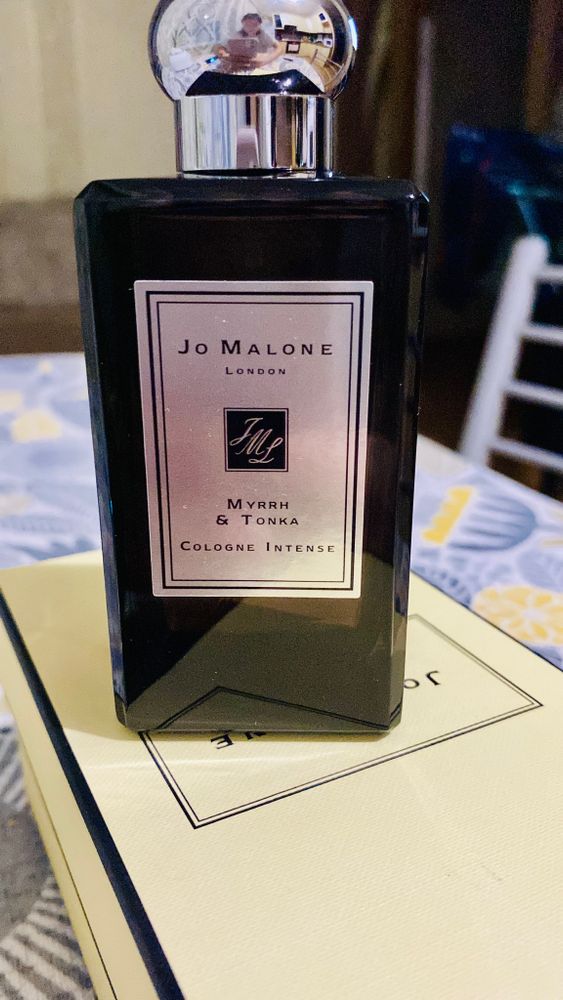 Jo Malone
London
JML
Myrrh
& Tonka
Cologne Intense